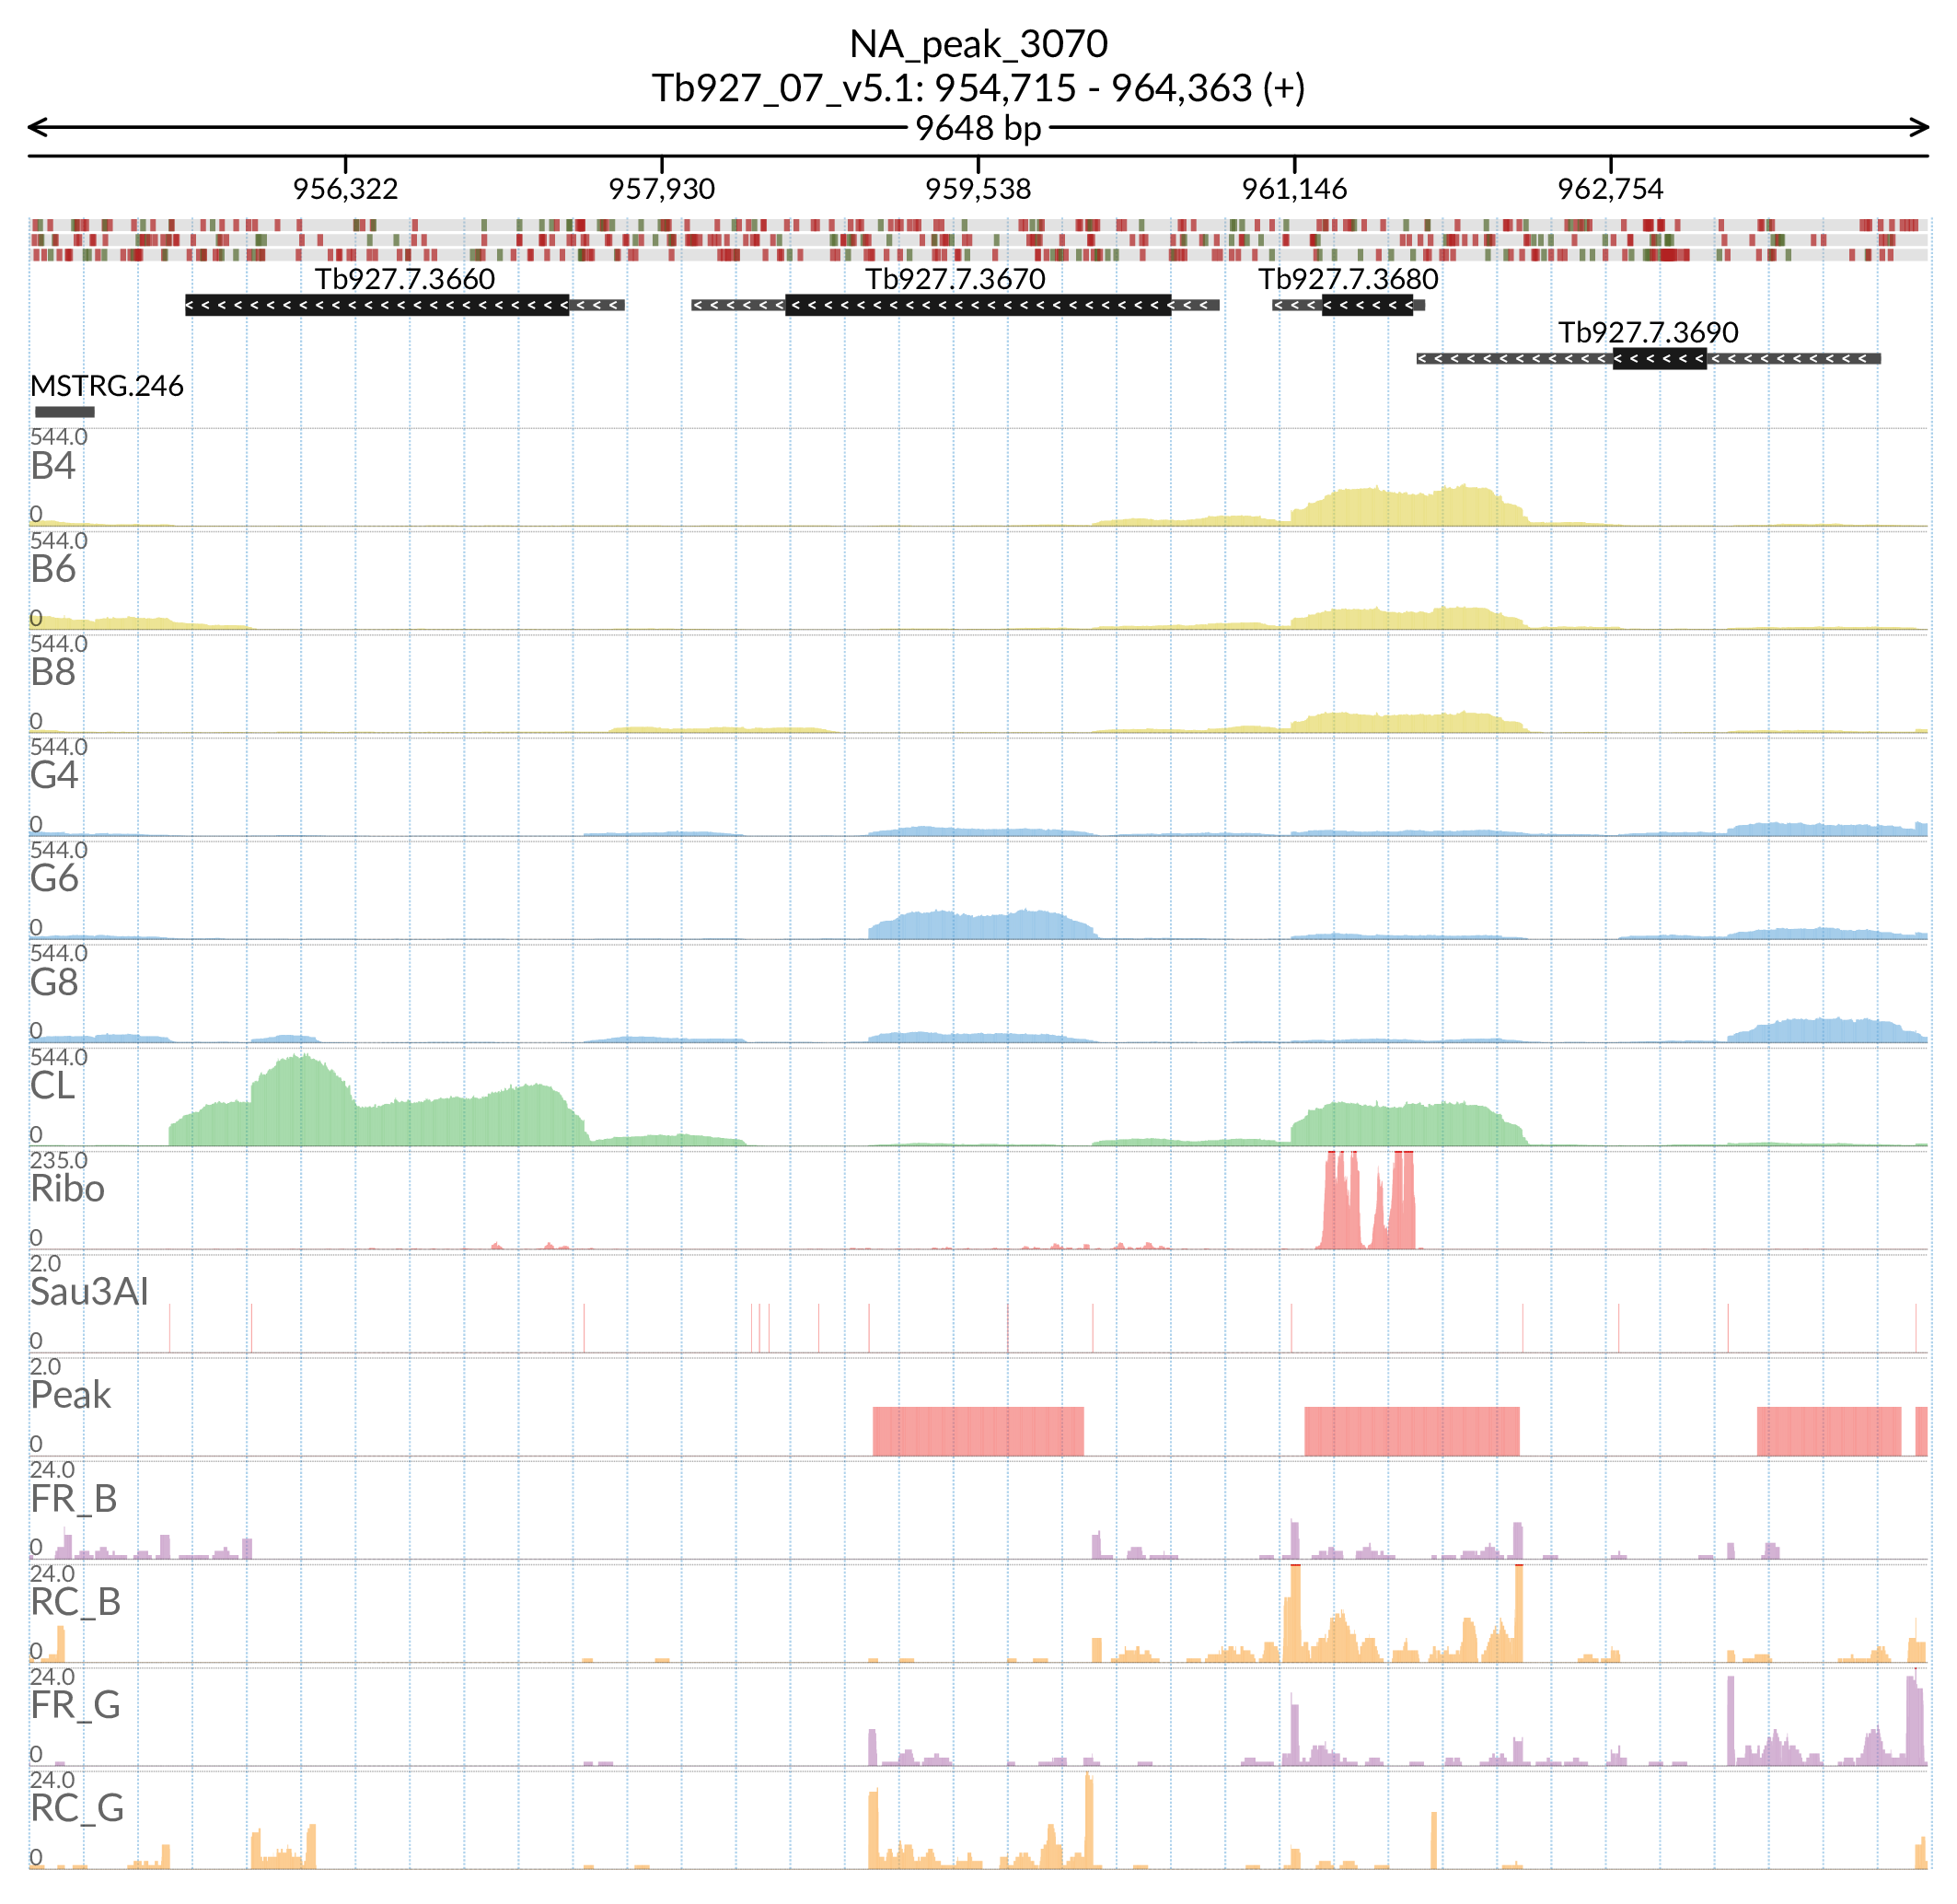 NA_peak_3070
Tb927_07_v5.1: 954,715 - 964,363 (+)
9648 bp
956,322 957,930 959,538 961,146 962,754
Tb927.7.3660 Tb927.7.3670 Tb927.7.3680
Tb927.7.3690
MSTRG.246
544.0
B4
0
544.0
B6
0
544.0
B8
0
544.0
G4
0
544.0
G6
0
544.0
G8
0
544.0
CL
0
235.0
Ribo
0
2.0
Sau3AI
0
2.0
Peak
0
24.0
FR_B
0
24.0
RC_B
0
24.0
FR_G
0
24.0
RC_G
0